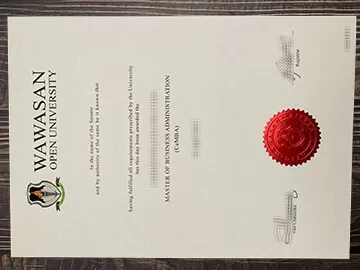 WAWASAN
OPEN UNIVERSITY
In the name of the Senate
and by authority of the same be it known that
having fulfilled all requirements prescribed by the University
has this day been awarded the
MASTER OF BUSINESS ADMINISTRATION
(CeMBA)
Vice Chancellor
Registrar